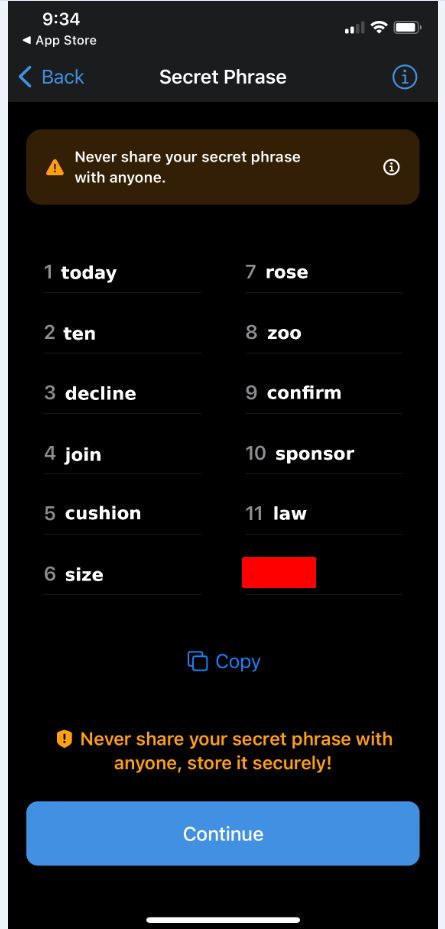 9:34
App Store
Back
Secret Phrase
Never share your secret phrase
with anyone.
1 today
7 rose
2 ten
8 zoo
3 decline
9 confirm
4 join
10 sponsor
5 cushion
11 law
6 size
Copy
Never share your secret phrase with
anyone, store it securely!
Continue